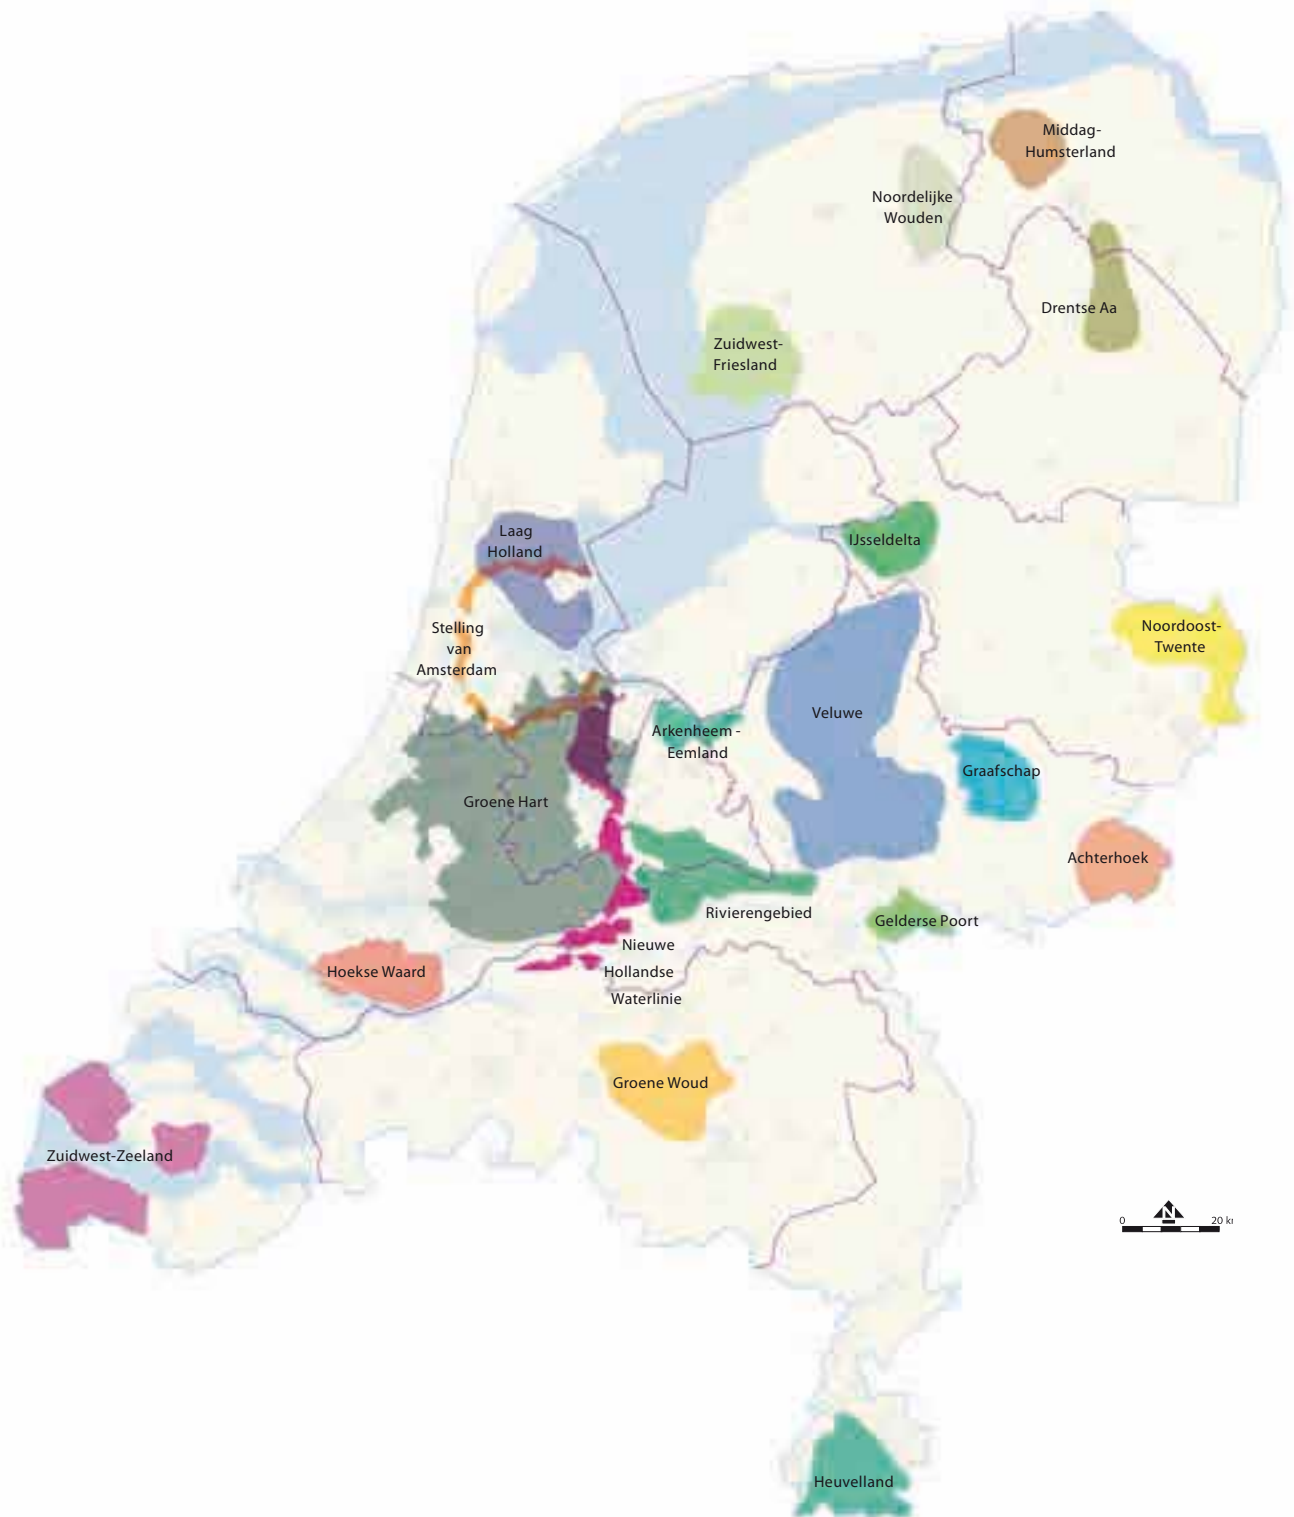 Middag-
Humsterland
Noordelijke
Wouden
Drentse Aa
Zuidwest-
Friesland
Laag
Holland
IJsseldelta
Stelling
van
Amsterdam
Noordoost-
Twente
Veluwe
Arkenheem -
Eemland
Graafschap
Groene Hart
Achterhoek
Rivierengebied
Gelderse Poort
Nieuwe
Hollandse
Waterlinie
Hoekse Waard
Groene Woud
Zuidwest-Zeeland
N
0 20 k
Heuvelland